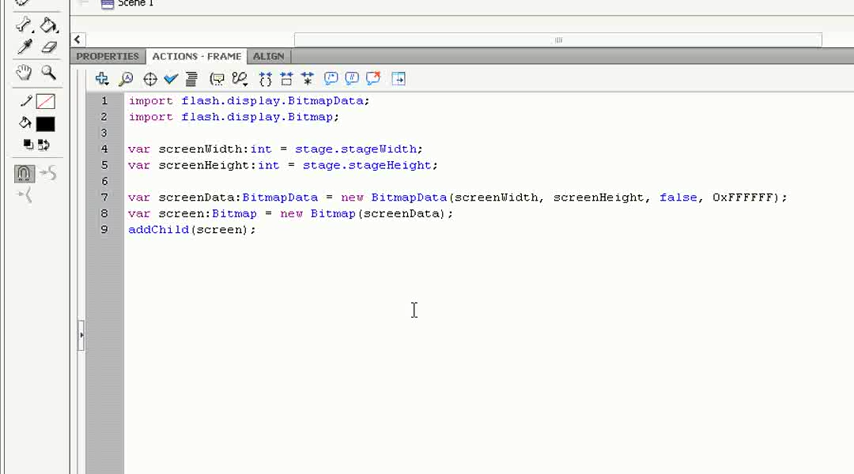 Scene 1
PROPERTIES ACTIONS - FRAME ALIGN
1 import flash.display.BitmapData;
2 import flash.display.Bitmap;
3
4 var screenWidth:int = stage.stageWidth;
5 var screenHeight:int = stage.stageHeight;
6
7 var screenData:BitmapData = new BitmapData(screenWidth, screenHeight, false, 0xFFFFFF);
8 var screen:Bitmap = new Bitmap(screenData);
9 addChild(screen);